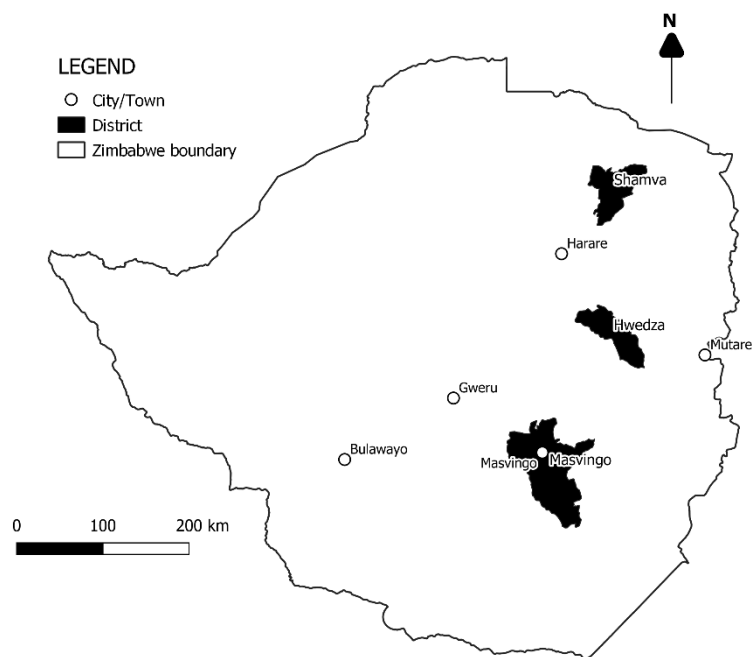 N
LEGEND
City/Town
District
Zimbabwe boundary
Shamva
Harare
Hwedza
Mutare
Gweru
Bulawayo
Masvingo Masvingo
0 100 200 km